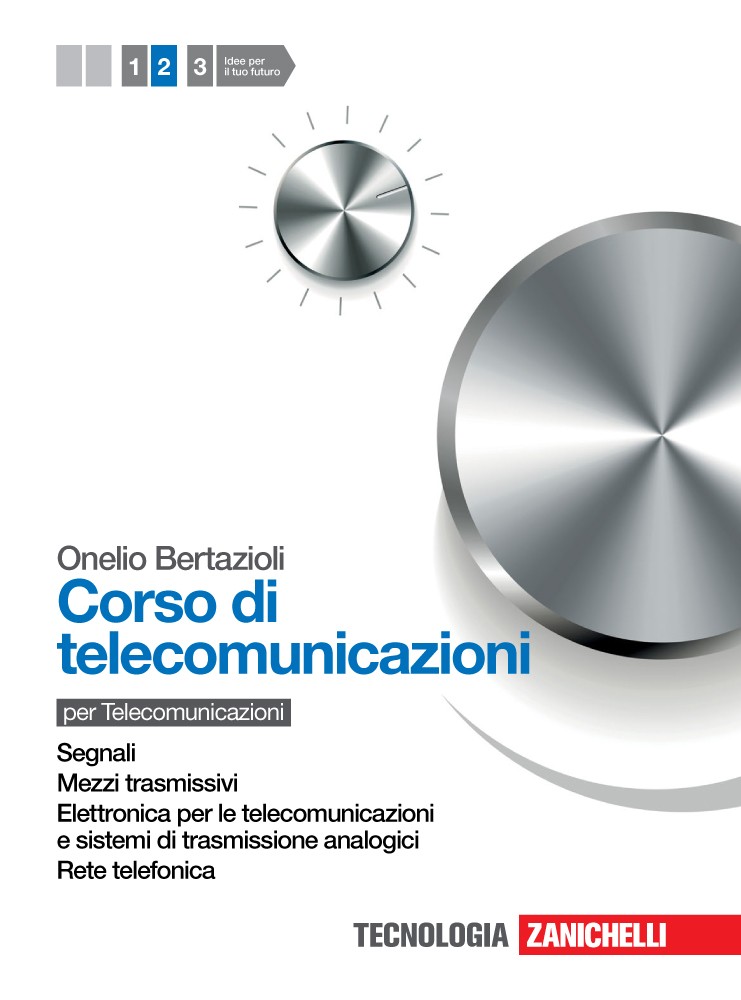 1 2 3 Idee per
il tuo futuro
Onelio Bertazioli
Corso di
telecomunicazioni
per Telecomunicazioni
Segnali
Mezzi trasmissivi
Elettronica per le telecomunicazioni
e sistemi di trasmissione analogici
Rete telefonica
TECNOLOGIA ZANICHELLI